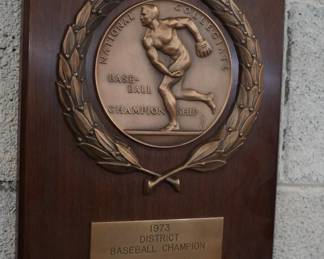 NATIONAL COLLEGIATE
BASE-
BALL
CHAMPIONSHIP
1973
DISTRICT
BASEBALL CHAMPION